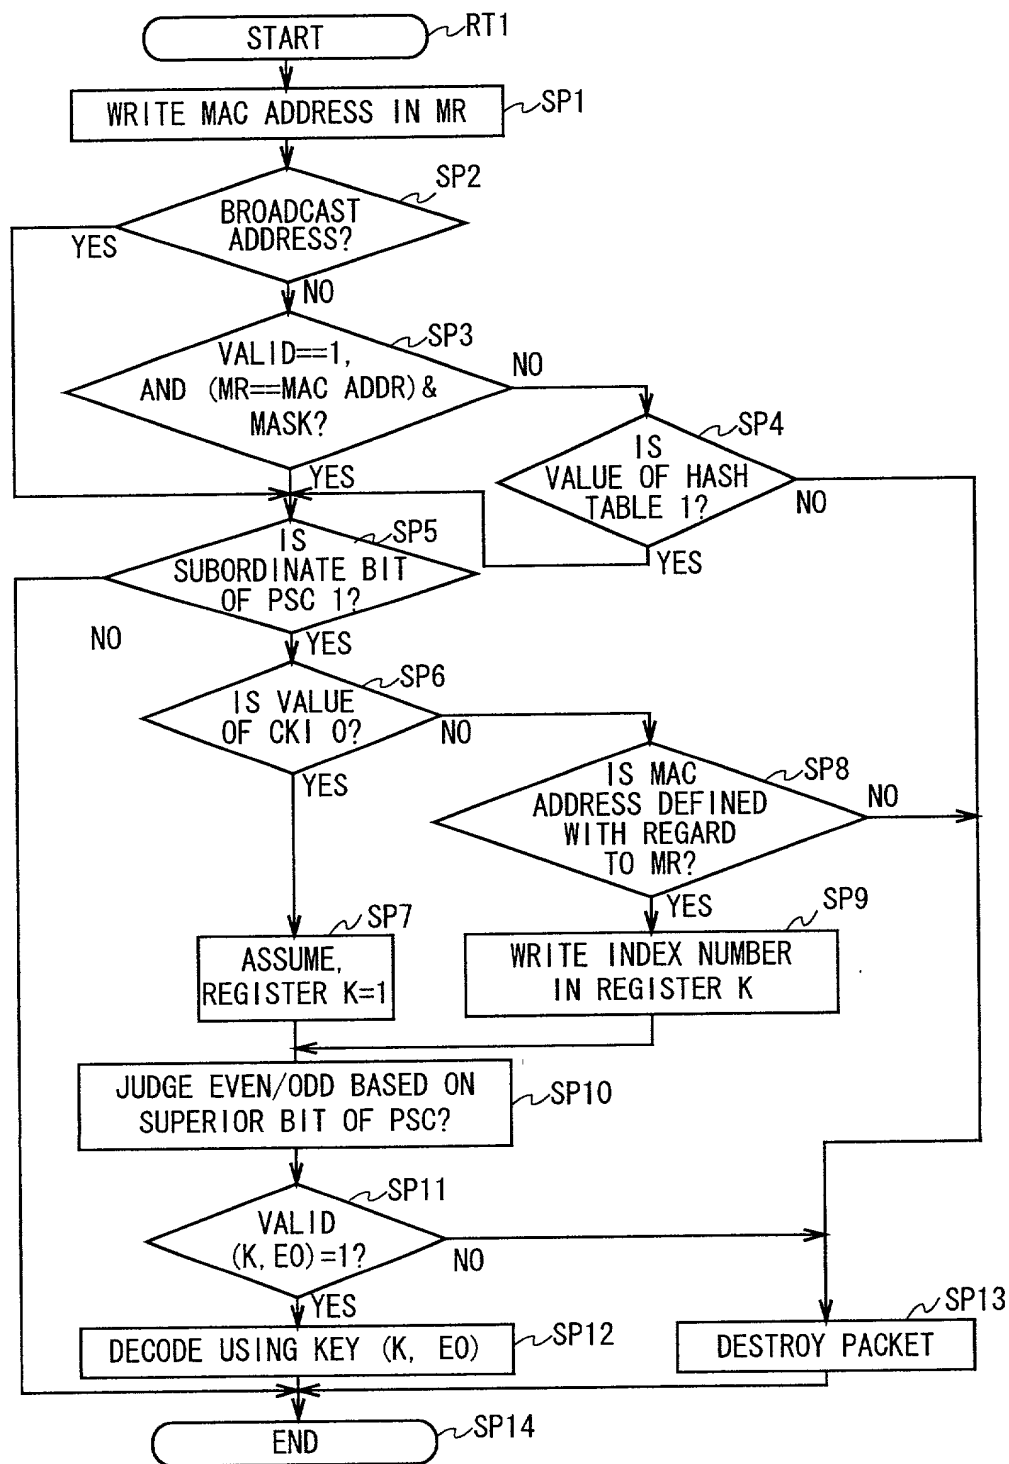 START
RT1
WRITE MAC ADDRESS IN MR
SP1
SP2
BROADCAST
ADDRESS?
YES
NO
SP3
VALID==1,
AND (MR==MAC ADDR)&
MASK?
NO
YES
SP4
IS
VALUE OF HASH
TABLE 1?
NO
YES
SP5
IS
SUBORDINATE BIT
OF PSC 1?
NO
YES
SP6
IS VALUE
OF CKI 0?
NO
YES
SP8
IS MAC
ADDRESS DEFINED
WITH REGARD
TO MR?
NO
YES
SP7
ASSUME,
REGISTER K=1
SP9
WRITE INDEX NUMBER
IN REGISTER K
JUDGE EVEN/ODD BASED ON
SUPERIOR BIT OF PSC?
SP10
SP11
VALID
(K, EO)=1?
NO
YES
DECODE USING KEY (K, EO)
SP12
SP13
DESTROY PACKET
END
SP14